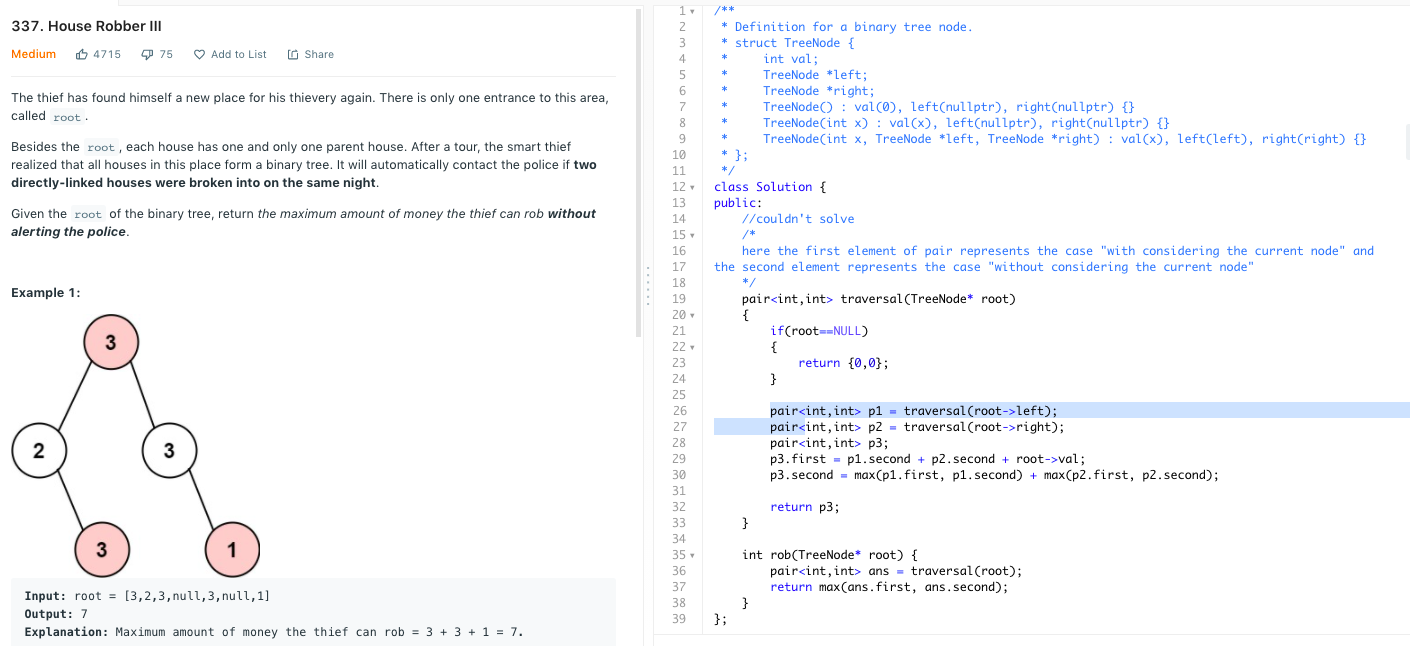 337. House Robber III
Medium 4715 75 Add to List Share
The thief has found himself a new place for his thievery again. There is only one entrance to this area,
called root .
Besides the root , each house has one and only one parent house. After a tour, the smart thief
realized that all houses in this place form a binary tree. It will automatically contact the police if two
directly-linked houses were broken into on the same night.
Given the root of the binary tree, return the maximum amount of money the thief can rob without
alerting the police.
Example 1:
3
2 3
3 1
Input: root = [3,2,3,null,3,null,1]
Output: 7
Explanation: Maximum amount of money the thief can rob = 3 + 3 + 1 = 7.
1 /**
2 * Definition for a binary tree node.
3 * struct TreeNode {
4 * int val;
5 * TreeNode *left;
6 * TreeNode *right;
7 * TreeNode() : val(0), left(nullptr), right(nullptr) {}
8 * TreeNode(int x) : val(x), left(nullptr), right(nullptr) {}
9 * TreeNode(int x, TreeNode *left, TreeNode *right) : val(x), left(left), right(right) {}
10 * };
11 */
12 class Solution {
13 public:
14 //couldn't solve
15 /*
16 here the first element of pair represents the case "with considering the current node" and
17 the second element represents the case "without considering the current node"
18 */
19 pair<int,int> traversal(TreeNode* root)
20 {
21 if(root==NULL)
22 {
23 return {0,0};
24 }
25
26 pair<int,int> p1 = traversal(root->left);
27 pair<int,int> p2 = traversal(root->right);
28 pair<int,int> p3;
29 p3.first = p1.second + p2.second + root->val;
30 p3.second = max(p1.first, p1.second) + max(p2.first, p2.second);
31
32 return p3;
33 }
34
35 int rob(TreeNode* root) {
36 pair<int,int> ans = traversal(root);
37 return max(ans.first, ans.second);
38 }
39 };